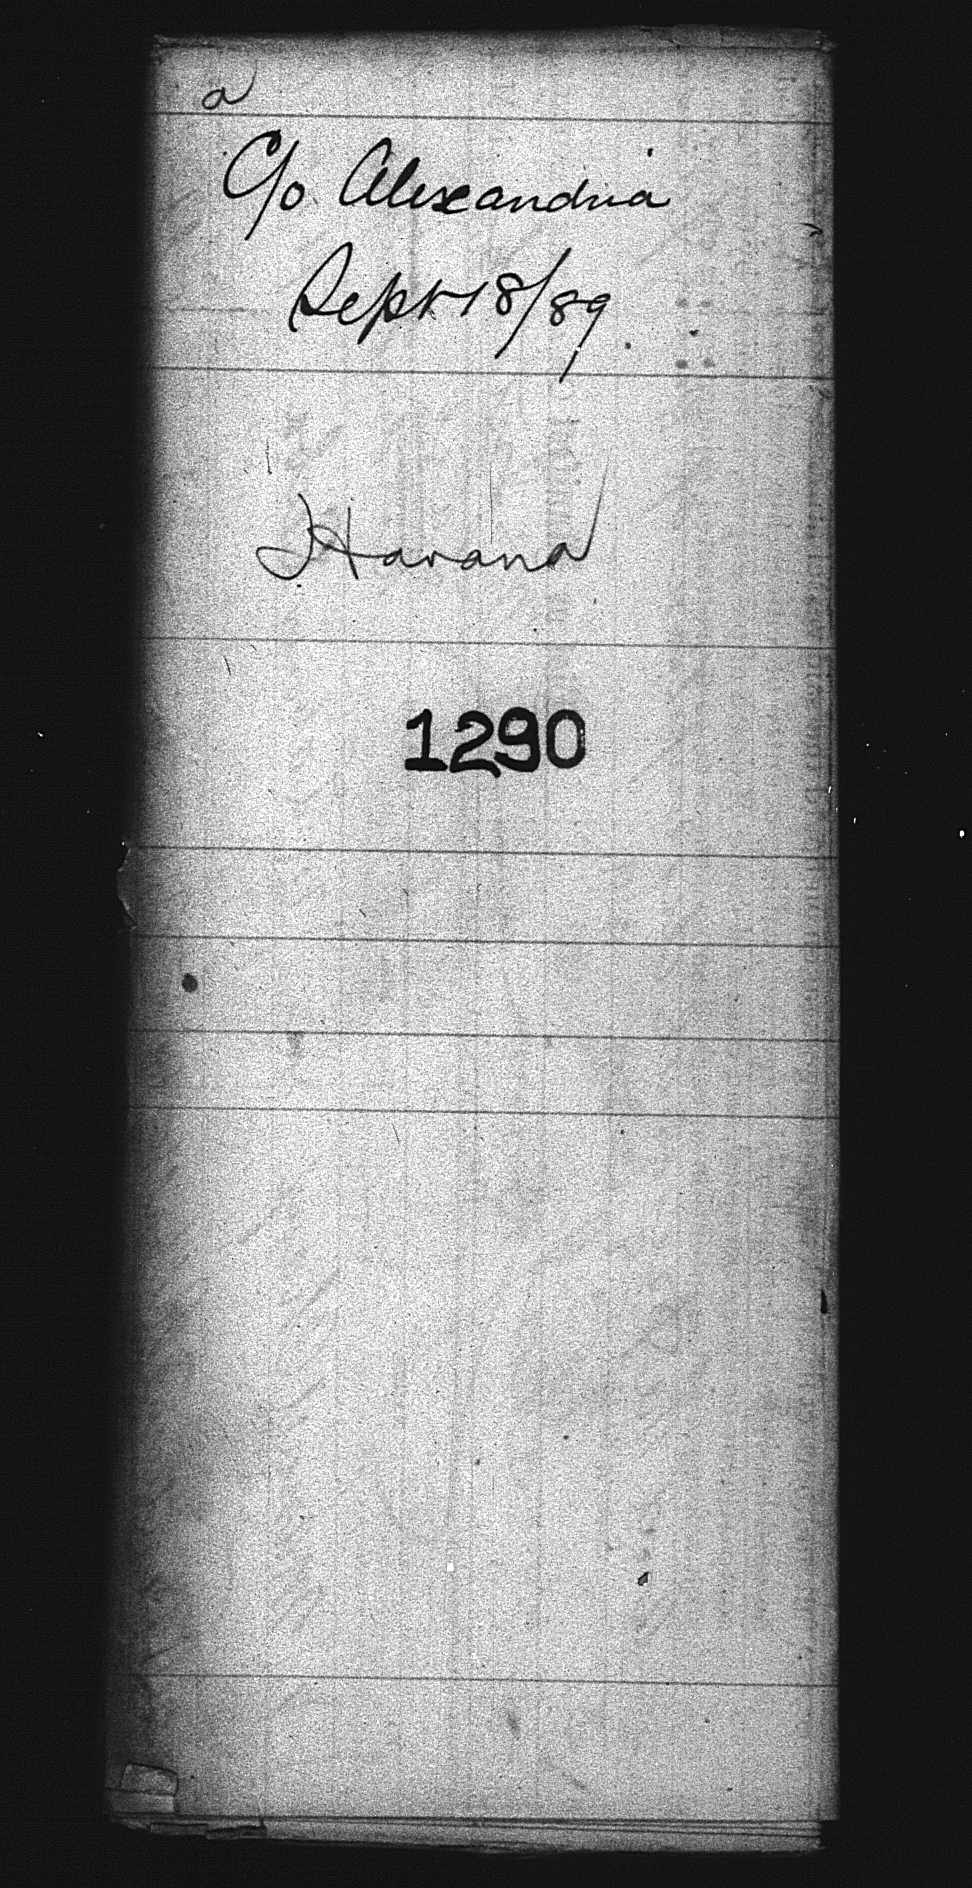 a
C/o Alexandria
Sept 18/89
Havana
1290